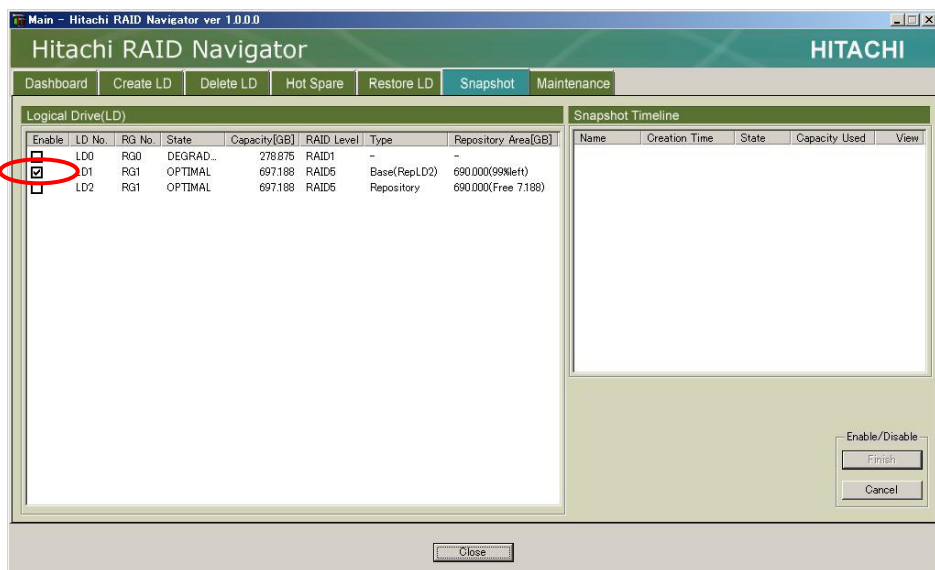 Main - Hitachi RAID Navigator ver 1.0.0.0
Hitachi RAID Navigator HITACHI
Dashboard Create LD Delete LD Hot Spare Restore LD Snapshot Maintenance
Logical Drive(LD)
Enable LD No. RG No. State Capacity[GB] RAID Level Type Repository Area[GB]
LD0 RG0 DEGRAD... 278.875 RAID1 - -
LD1 RG1 OPTIMAL 697.188 RAID5 Base(RepLD2) 690.000(99%left)
LD2 RG1 OPTIMAL 697.188 RAID5 Repository 690.000(Free 7.188)
Snapshot Timeline
Name Creation Time State Capacity Used View
Enable/Disable
Finish
Cancel
Close